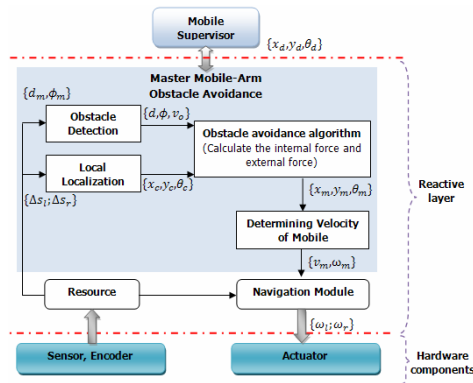 Mobile
Supervisor
{x_d, y_d, θ_d}
Master Mobile-Arm
Obstacle Avoidance
{d_m, ϕ_m}
Obstacle
Detection
{d, ϕ, v_o}
Obstacle avoidance algorithm
(Calculate the internal force and
external force)
Local
Localization
{x_c, y_c, θ_c}
{Δs_l; Δs_r}
{x_m, y_m, θ_m}
Determining Velocity
of Mobile
{v_m, ω_m}
Resource
Navigation Module
{ω_l; ω_r}
Sensor, Encoder
Actuator
Reactive
layer
Hardware
components